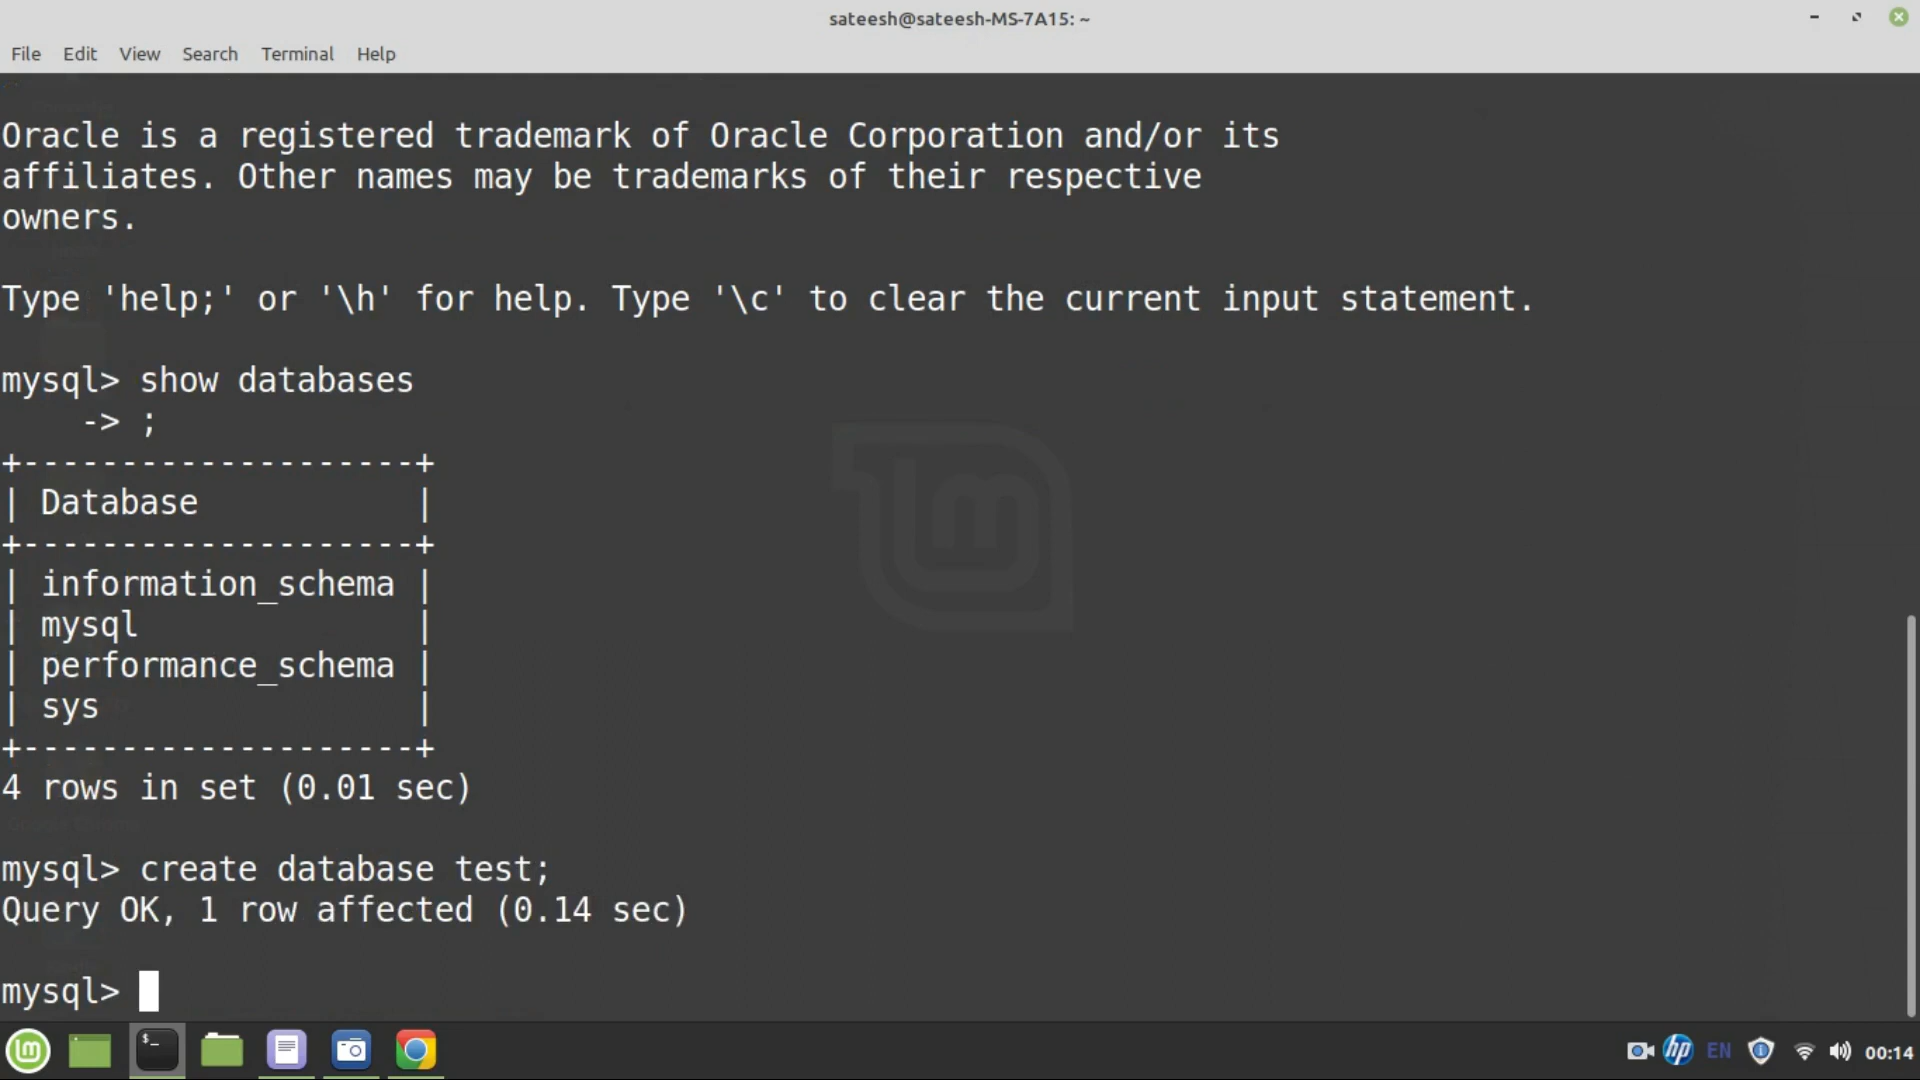 sateesh@sateesh-MS-7A15: ~
File Edit View Search Terminal Help
Oracle is a registered trademark of Oracle Corporation and/or its
affiliates. Other names may be trademarks of their respective
owners.
Type 'help;' or '\h' for help. Type '\c' to clear the current input statement.
mysql> show databases
    -> ;
+--------------------+
| Database           |
+--------------------+
| information_schema |
| mysql              |
| performance_schema |
| sys                |
+--------------------+
4 rows in set (0.01 sec)
mysql> create database test;
Query OK, 1 row affected (0.14 sec)
mysql>
hp EN 00:14